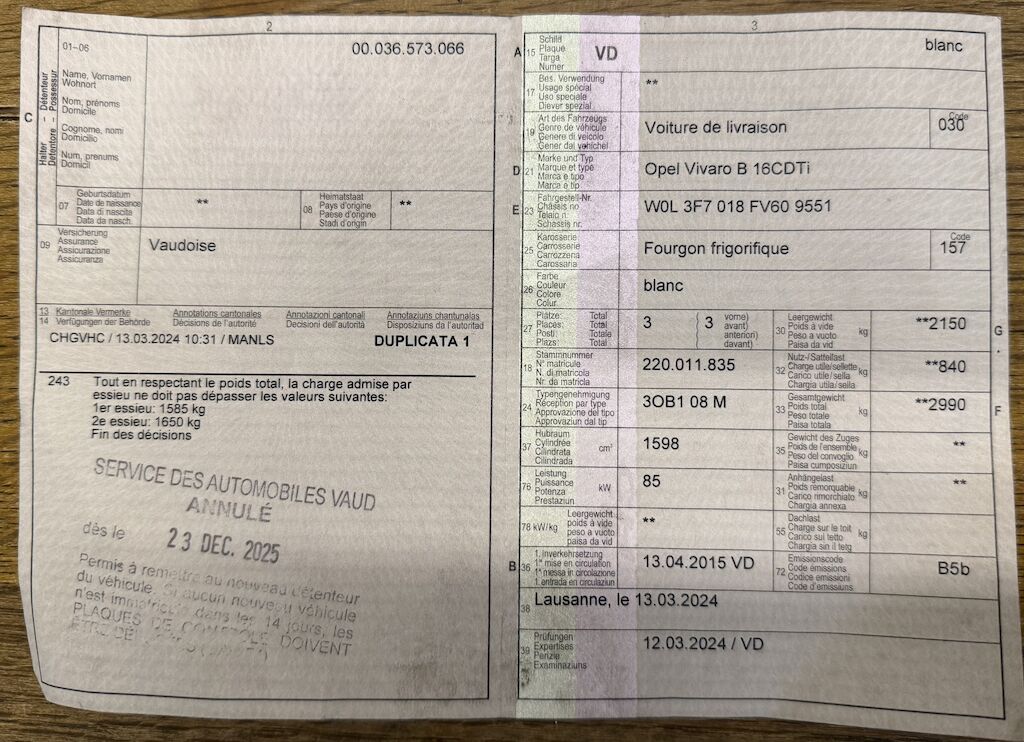 2
01–06
00.036.573.066
C
Halter – Détenteur
Detentore – Possessur
Name, Vornamen
Wohnort
Nom, prénoms
Domicile
Cognome, nomi
Domicilio
Num, prenums
Domicil
07
Geburtsdatum
Date de naissance
Data di nascita
Data da nasch.
**
08
Heimatstaat
Pays d'origine
Paese d'origine
Stadi d'origin
**
09
Versicherung
Assurance
Assicurazione
Assicuranza
Vaudoise
13 Kantonale Vermerke Annotations cantonales Annotazioni cantonali Annotaziuns chantunalas
14 Verfügungen der Behörde Décisions de l'autorité Decisioni dell'autorità Disposiziuns da l'autoritad
CHGVHC / 13.03.2024 10:31 / MANLS DUPLICATA 1
243 Tout en respectant le poids total, la charge admise par
essieu ne doit pas dépasser les valeurs suivantes:
1er essieu: 1585 kg
2e essieu: 1650 kg
Fin des décisions
SERVICE DES AUTOMOBILES VAUD
ANNULÉ
dès le 23 DEC. 2025
Permis à remettre au nouveau détenteur
du véhicule. aucun nouveau véhicule
n'est immatriculé dans les 14 jours, les
PLAQUES DE CONTRÔLE DOIVENT
ÊTRE
3
A 15
Schild
Plaque
Targa
Numer
VD
blanc
17
Bes. Verwendung
Usage spécial
Uso speciale
Diever spezial
**
19
Art des Fahrzeugs
Genre de véhicule
Genere di veicolo
Gener dal vehichel
Voiture de livraison
Code
030
D 21
Marke und Typ
Marque et type
Marca e tipo
Marca e tip
Opel Vivaro B 16CDTi
E 23
Fahrgestell-Nr.
Châssis no
Telaio n.
Schassis nr.
W0L 3F7 018 FV60 9551
25
Karosserie
Carrosserie
Carrozzeria
Carossaria
Fourgon frigorifique
Code
157
26
Farbe
Couleur
Colore
Colur
blanc
27
Plätze: Total
Places: Total
Posti: Totale
Plazs: Total
3
( 3
vorne)
avant)
anteriori)
davant)
30
Leergewicht
Poids à vide
Peso a vuoto
Paisa da vid
kg
**2150
G
18
Stammnummer
N° matricule
N. di matricola
Nr. da matricla
220.011.835
32
Nutz-/Sattellast
Charge utile/sellette
Carico utile/sella
Chargia utila/sella
kg
**840
24
Typengenehmigung
Réception par type
Approvazione del tipo
Approvaziun dal tip
3OB1 08 M
33
Gesamtgewicht
Poids total
Peso totale
Paisa totala
kg
**2990
F
37
Hubraum
Cylindrée
Cilindrata
Cilindrada
cm³
1598
35
Gewicht des Zuges
Poids de l'ensemble
Peso del convoglio
Paisa cumposiziun
kg
**
76
Leistung
Puissance
Potenza
Prestaziun
kW
85
31
Anhängelast
Poids remorquable
Carico rimorchiato
Chargia annexa
kg
**
78 kW/kg
Leergewicht
poids à vide
peso a vuoto
paisa da vid
**
55
Dachlast
Charge sur le toit
Carico sul tetto
Chargia sin il tetg
kg
B 36
1. Inverkehrsetzung
1re mise en circulation
1a messa in circolazione
1. entrada en circulaziun
13.04.2015 VD
72
Emissionscode
Code émissions
Codice emissioni
Code d'emissiuns
B5b
38
Lausanne, le 13.03.2024
39
Prüfungen
Expertises
Perizie
Examinaziuns
12.03.2024 / VD